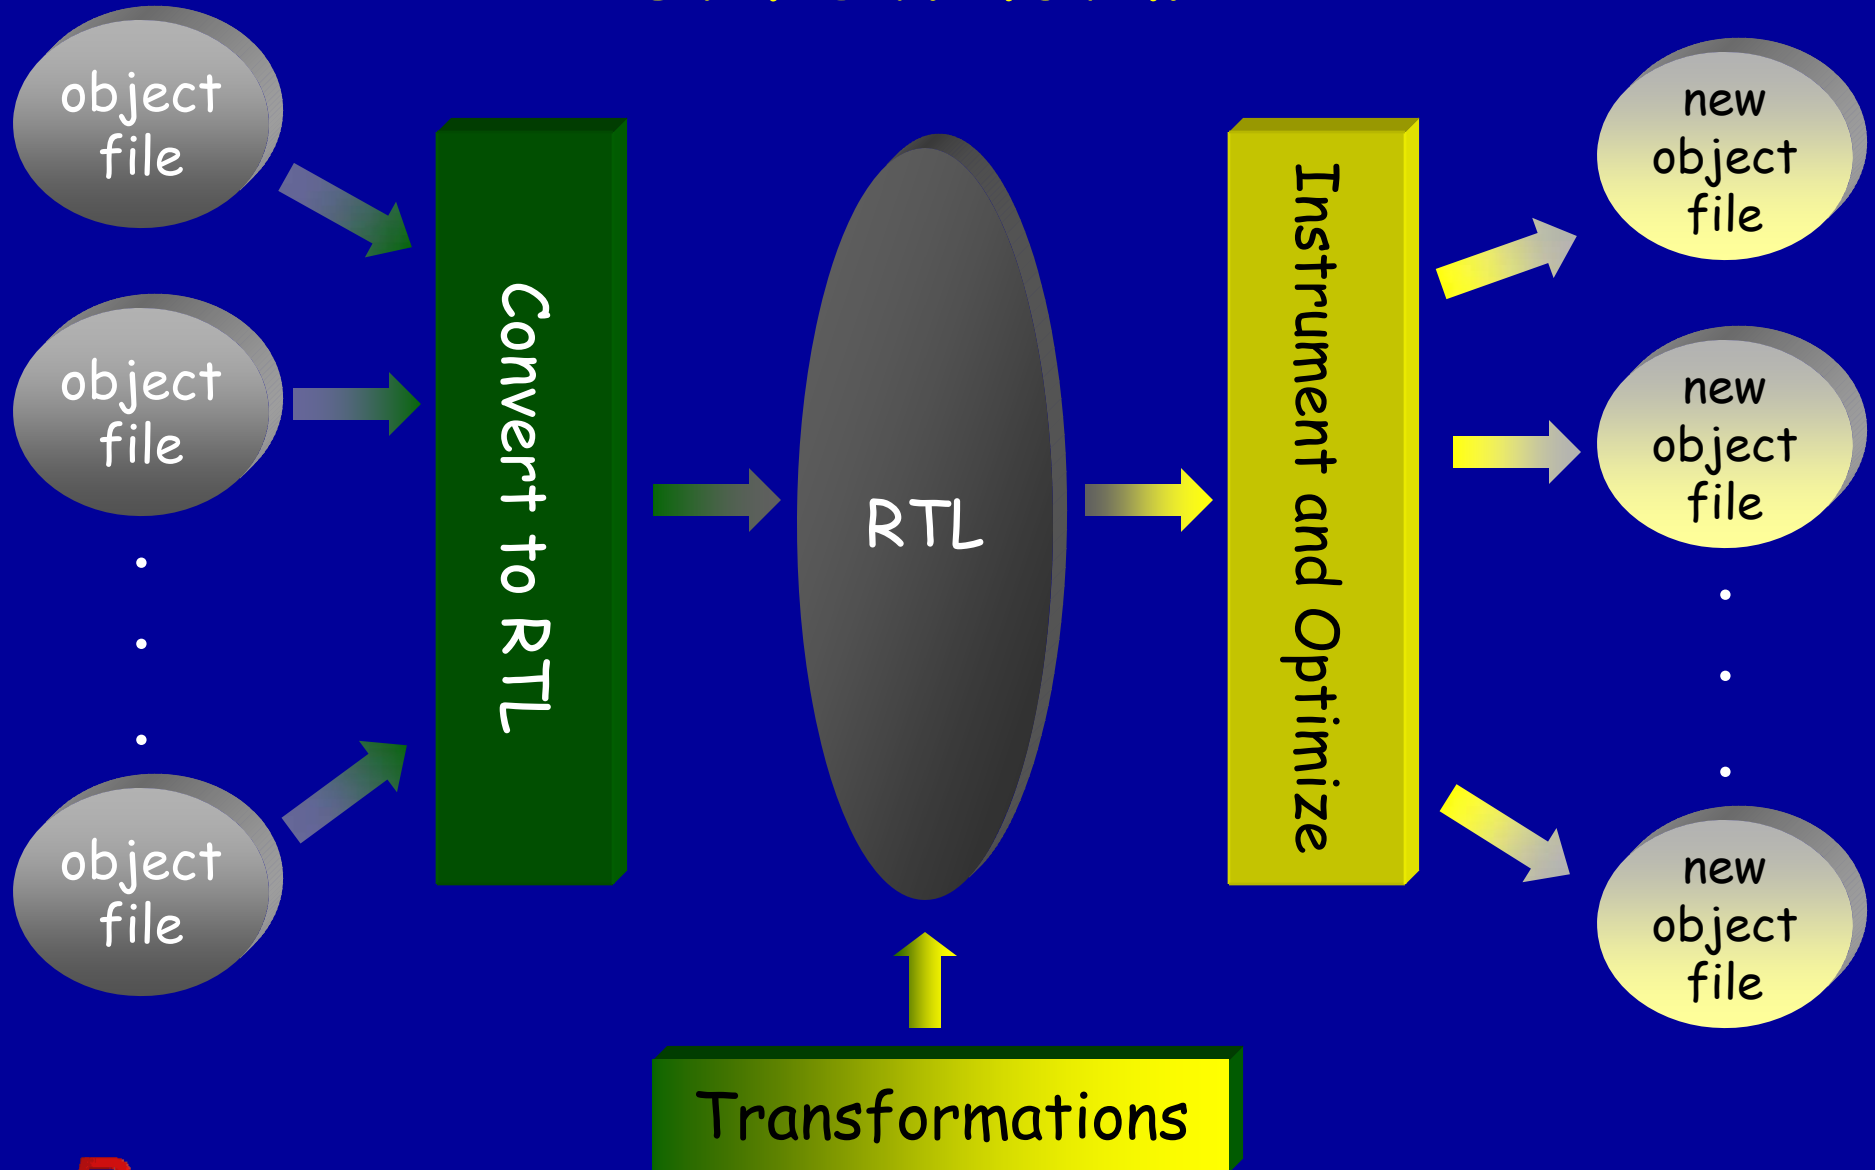 object
file
object
file
object
file
Convert to RTL
RTL
Instrument and Optimize
new
object
file
new
object
file
new
object
file
Transformations